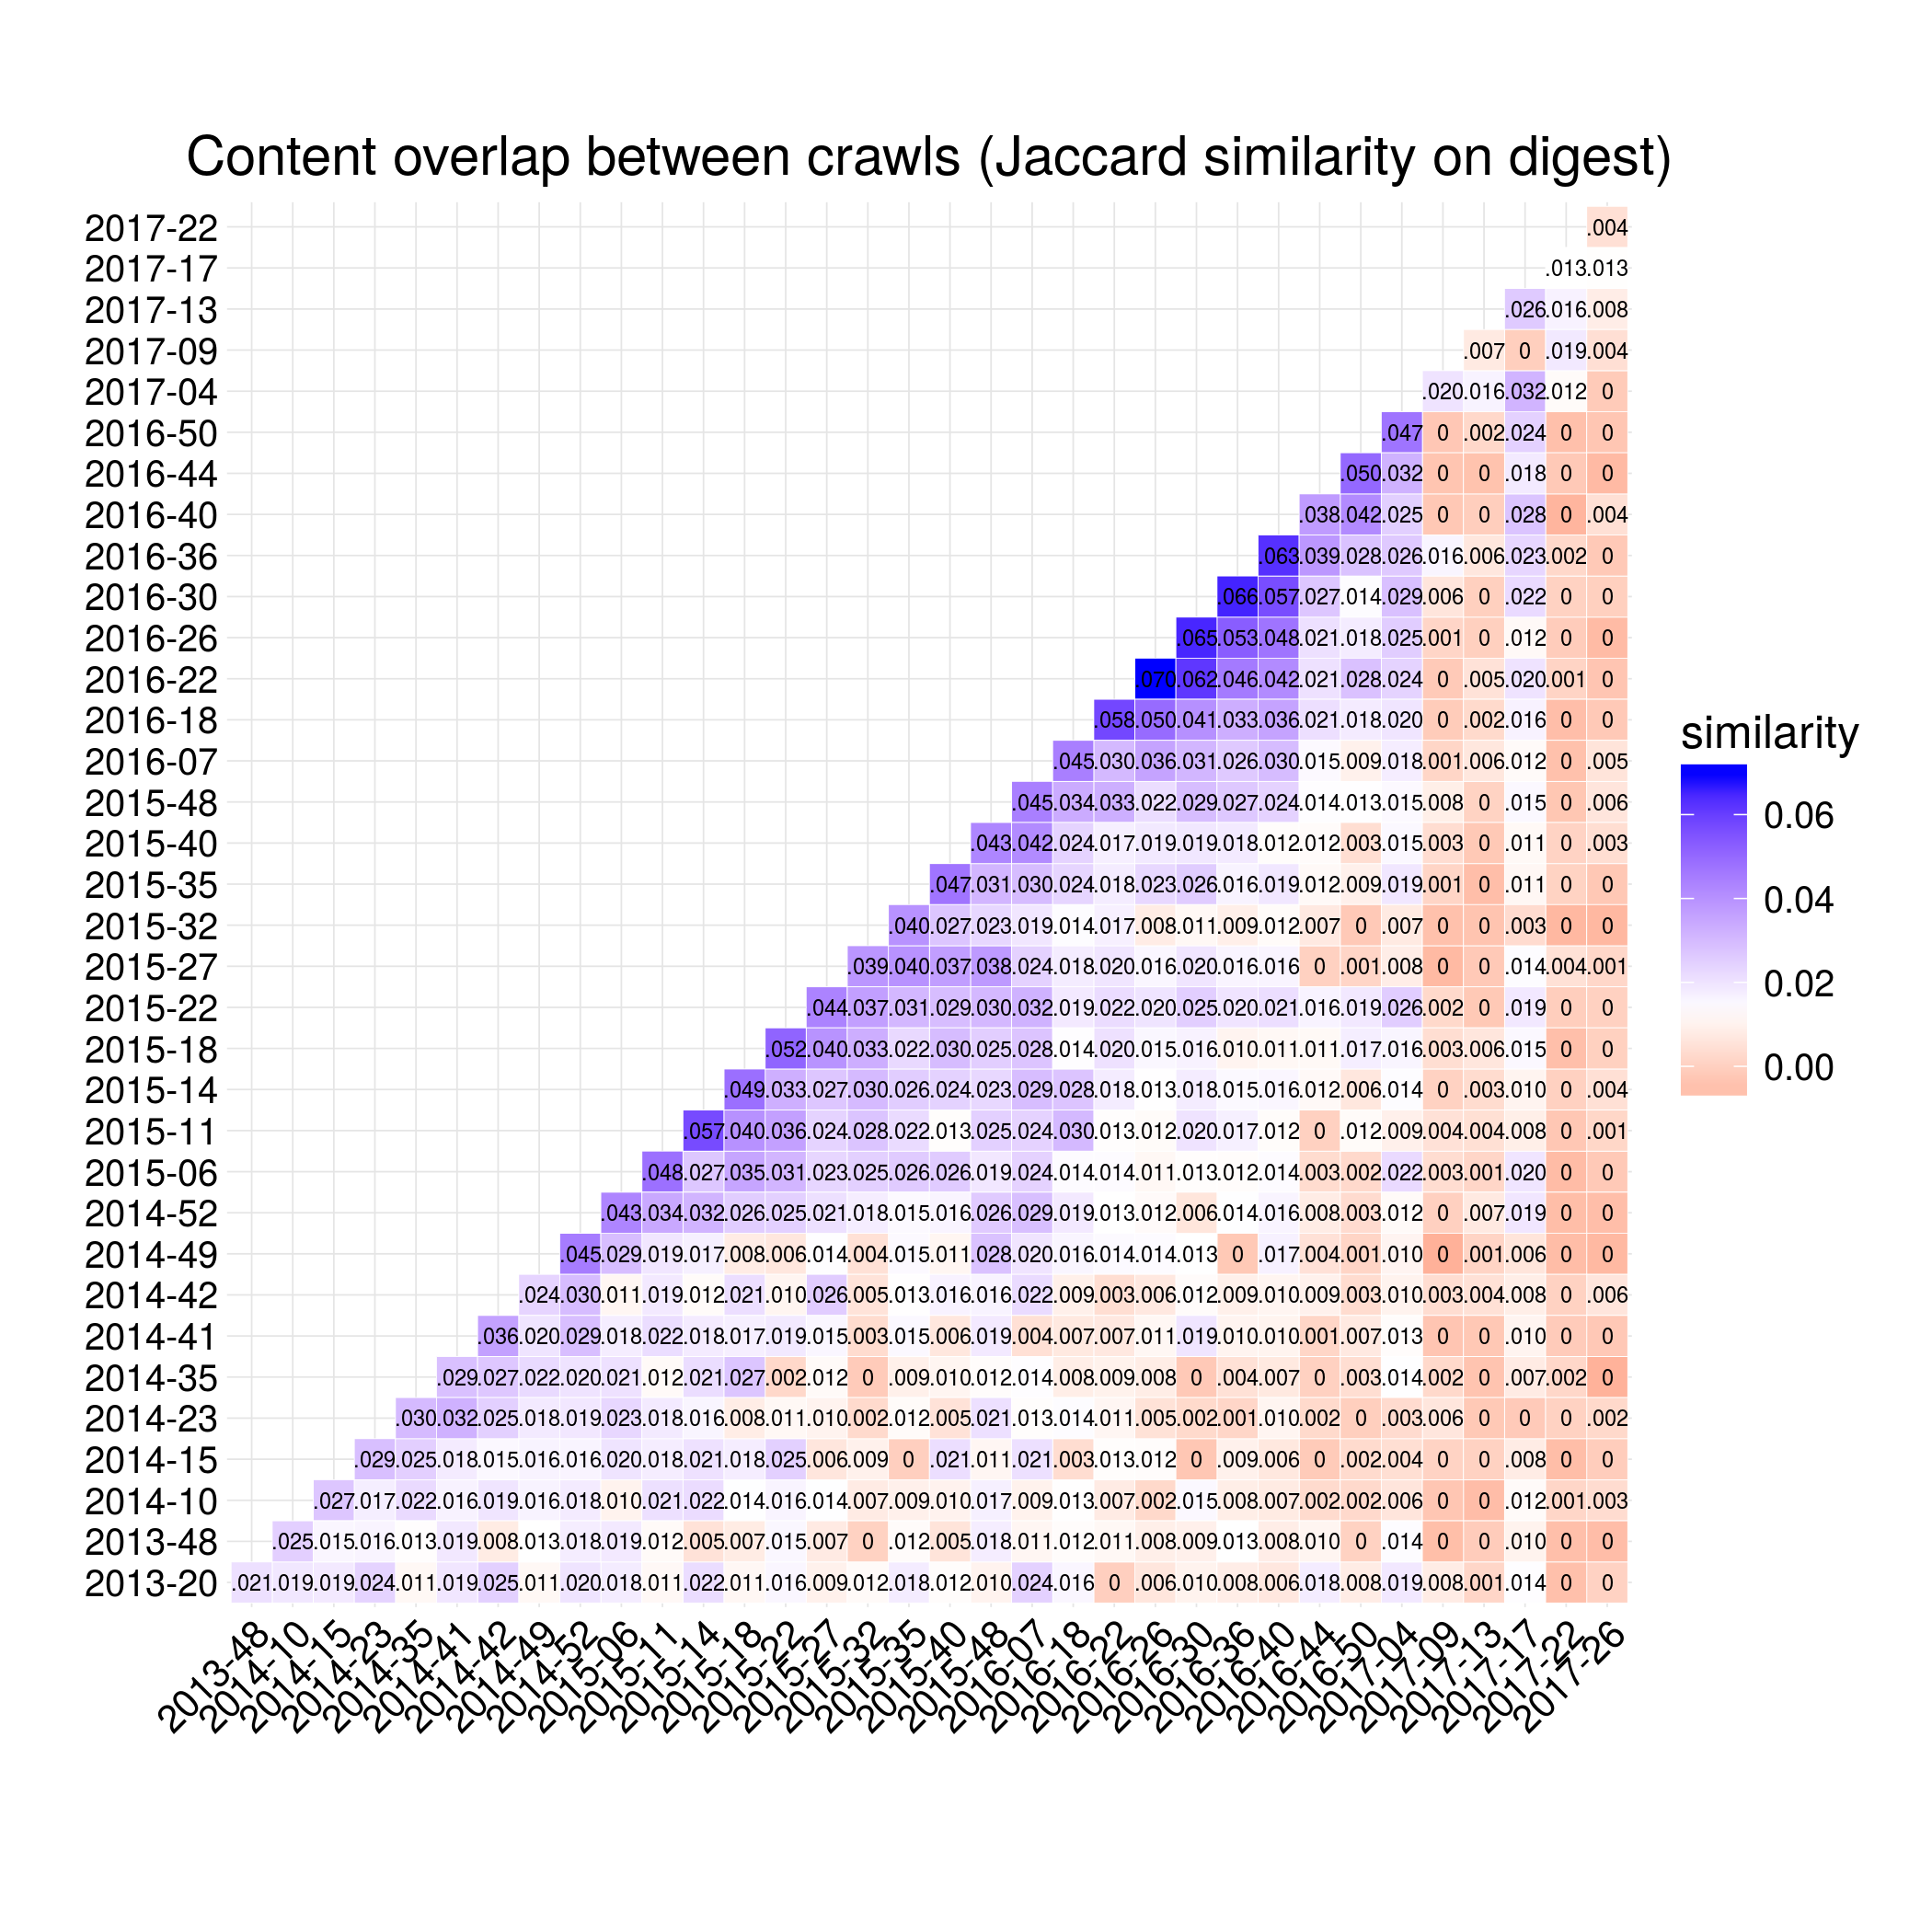 Content overlap between crawls (Jaccard similarity on digest)
2017-22 .004
2017-17 .013 .013
2017-13 .026 .016 .008
2017-09 .007 0 .019 .004
2017-04 .020 .016 .032 .012 0
2016-50 .047 0 .002 .024 0 0
2016-44 .050 .032 0 0 .018 0 0
2016-40 .038 .042 .025 0 0 .028 0 .004
2016-36 .063 .039 .028 .026 .016 .006 .023 .002 0
2016-30 .066 .057 .027 .014 .029 .006 0 .022 0 0
2016-26 .065 .053 .048 .021 .018 .025 .001 0 .012 0 0
2016-22 .070 .062 .046 .042 .021 .028 .024 0 .005 .020 .001 0
2016-18 .058 .050 .041 .033 .036 .021 .018 .020 0 .002 .016 0 0
2016-07 .045 .030 .036 .031 .026 .030 .015 .009 .018 .001 .006 .012 0 .005
2015-48 .045 .034 .033 .022 .029 .027 .024 .014 .013 .015 .008 0 .015 0 .006
2015-40 .043 .042 .024 .017 .019 .019 .018 .012 .012 .003 .015 .003 0 .011 0 .003
2015-35 .047 .031 .030 .024 .018 .023 .026 .016 .019 .012 .009 .019 .001 0 .011 0 0
2015-32 .040 .027 .023 .019 .014 .017 .008 .011 .009 .012 .007 0 .007 0 0 .003 0 0
2015-27 .039 .040 .037 .038 .024 .018 .020 .016 .020 .016 .016 0 .001 .008 0 0 .014 .004 .001
2015-22 .044 .037 .031 .029 .030 .032 .019 .022 .020 .025 .020 .021 .016 .019 .026 .002 0 .019 0 0
2015-18 .052 .040 .033 .022 .030 .025 .028 .014 .020 .015 .016 .010 .011 .011 .017 .016 .003 .006 .015 0 0
2015-14 .049 .033 .027 .030 .026 .024 .023 .029 .028 .018 .013 .018 .015 .016 .012 .006 .014 0 .003 .010 0 .004
2015-11 .057 .040 .036 .024 .028 .022 .013 .025 .024 .030 .013 .012 .020 .017 .012 0 .012 .009 .004 .004 .008 0 .001
2015-06 .048 .027 .035 .031 .023 .025 .026 .026 .019 .024 .014 .014 .011 .013 .012 .014 .003 .002 .022 .003 .001 .020 0 0
2014-52 .043 .034 .032 .026 .025 .021 .018 .015 .016 .026 .029 .019 .013 .012 .006 .014 .016 .008 .003 .012 0 .007 .019 0 0
2014-49 .045 .029 .019 .017 .008 .006 .014 .004 .015 .011 .028 .020 .016 .014 .014 .013 0 .017 .004 .001 .010 0 .001 .006 0 0
2014-42 .024 .030 .011 .019 .012 .021 .010 .026 .005 .013 .016 .016 .022 .009 .003 .006 .012 .009 .010 .009 .003 .010 .003 .004 .008 0 .006
2014-41 .036 .020 .029 .018 .022 .018 .017 .019 .015 .003 .015 .006 .019 .004 .007 .007 .011 .019 .010 .010 .001 .007 .013 0 0 .010 0 0
2014-35 .029 .027 .022 .020 .021 .012 .021 .027 .002 .012 0 .009 .010 .012 .014 .008 .009 .008 0 .004 .007 0 .003 .014 .002 0 .007 .002 0
2014-23 .030 .032 .025 .018 .019 .023 .018 .016 .008 .011 .010 .002 .012 .005 .021 .013 .014 .011 .005 .002 .001 .010 .002 0 .003 .006 0 0 0 .002
2014-15 .029 .025 .018 .015 .016 .016 .020 .018 .021 .018 .025 .006 .009 0 .021 .011 .021 .003 .013 .012 0 .009 .006 0 .002 .004 0 0 .008 0 0
2014-10 .027 .017 .022 .016 .019 .016 .018 .010 .021 .022 .014 .016 .014 .007 .009 .010 .017 .009 .013 .007 .002 .015 .008 .007 .002 .002 .006 0 0 .012 .001 .003
2013-48 .025 .015 .016 .013 .019 .008 .013 .018 .019 .012 .005 .007 .015 .007 0 .012 .005 .018 .011 .012 .011 .008 .009 .013 .008 .010 0 .014 0 0 .010 0 0
2013-20 .021 .019 .019 .024 .011 .019 .025 .011 .020 .018 .011 .022 .011 .016 .009 .012 .018 .012 .010 .024 .016 0 .006 .010 .008 .006 .018 .008 .019 .008 .001 .014 0 0
2013-48 2014-10 2014-15 2014-23 2014-35 2014-41 2014-42 2014-49 2014-52 2015-06 2015-11 2015-14 2015-18 2015-22 2015-27 2015-32 2015-35 2015-40 2015-48 2016-07 2016-18 2016-22 2016-26 2016-30 2016-36 2016-40 2016-44 2016-50 2017-04 2017-09 2017-13 2017-17 2017-22 2017-26
similarity
0.06
0.04
0.02
0.00